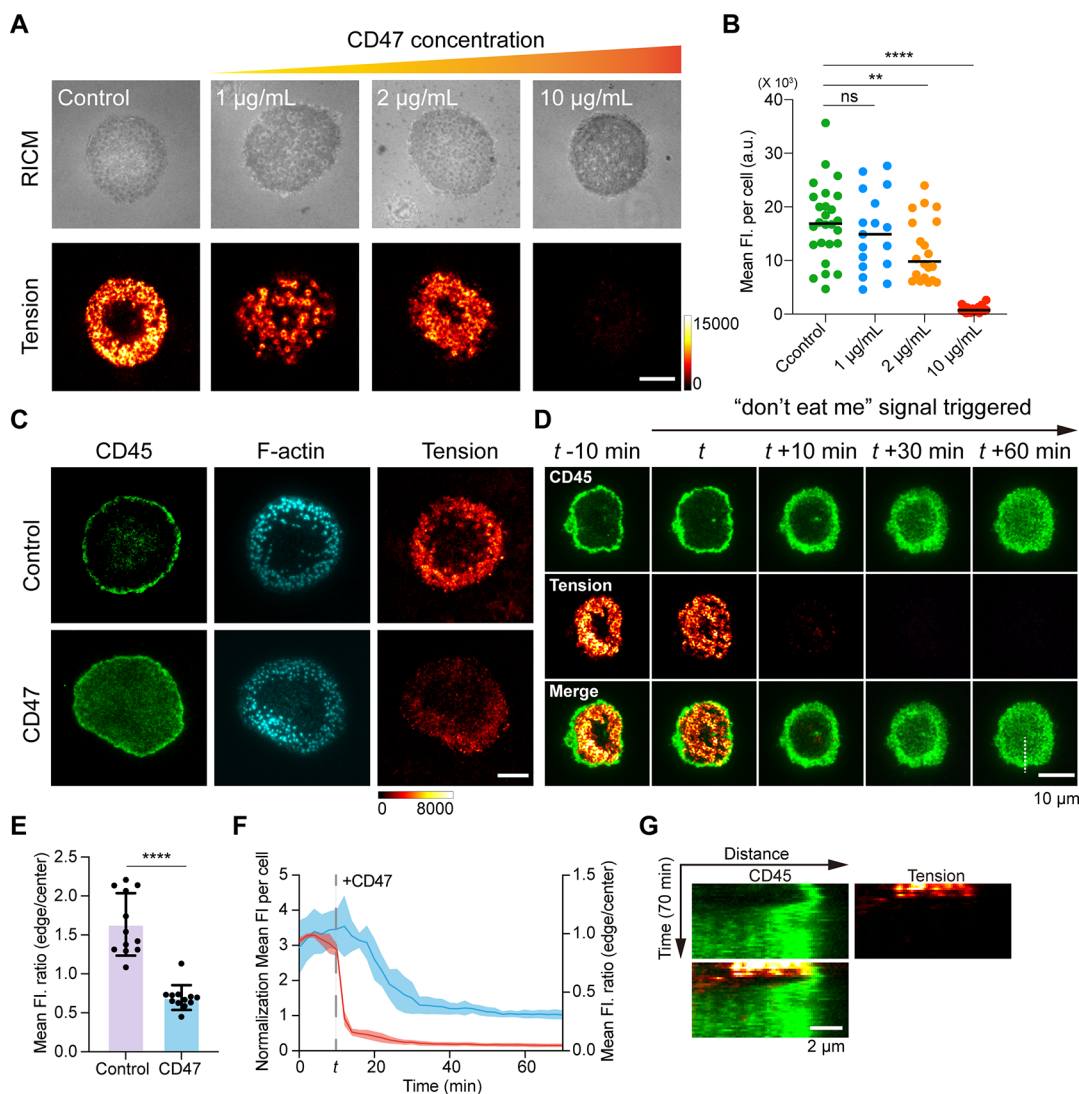 A
CD47 concentration
Control
1 µg/mL
2 µg/mL
10 µg/mL
RICM
Tension
15000
0
B
****
**
ns
(X 10³)
40
30
20
10
0
Mean FI. per cell (a.u.)
Ccontrol
1 µg/mL
2 µg/mL
10 µg/mL
C
CD45
F-actin
Tension
Control
CD47
0
8000
D
“don’t eat me” signal triggered
t -10 min
t
t +10 min
t +30 min
t +60 min
CD45
Tension
Merge
10 µm
E
****
2.5
2.0
1.5
1.0
0.5
0.0
Mean FI. ratio (edge/center)
Control
CD47
F
+CD47
5
4
3
2
1
0
Normalization Mean FI per cell
1.5
1.0
0.5
0.0
Mean FI. ratio (edge/center)
0
t
20
40
60
Time (min)
G
Distance
CD45
Tension
Time (70 min)
2 µm